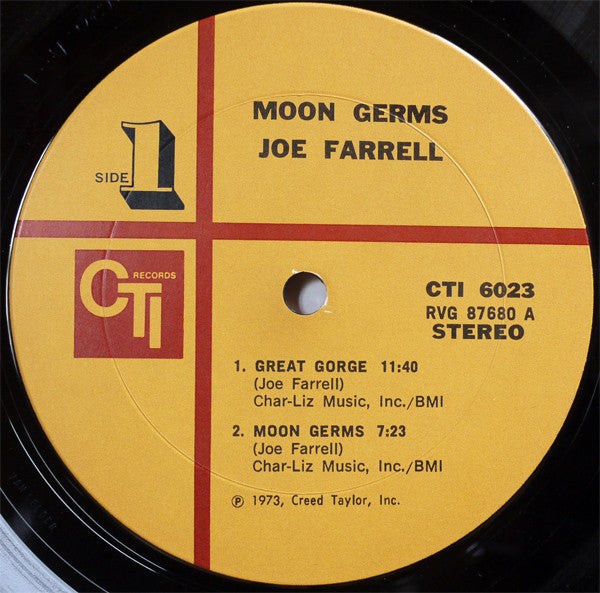 MOON GERMS
JOE FARRELL
SIDE 1
CTI RECORDS
CTI 6023
RVG 87680 A
STEREO
1. GREAT GORGE 11:40
(Joe Farrell)
Char-Liz Music, Inc./BMI
2. MOON GERMS 7:23
(Joe Farrell)
Char-Liz Music, Inc./BMI
℗ 1973, Creed Taylor, Inc.